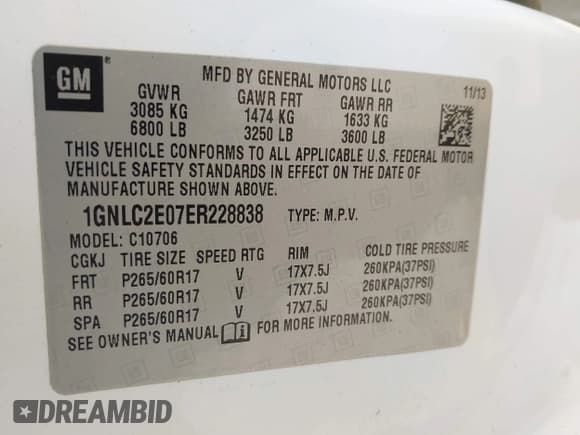 GM ®
MFD BY GENERAL MOTORS LLC
11/13
GVWR GAWR FRT GAWR RR
3085 KG 1474 KG 1633 KG
6800 LB 3250 LB 3600 LB
THIS VEHICLE CONFORMS TO ALL APPLICABLE U.S. FEDERAL MOTOR
VEHICLE SAFETY STANDARDS IN EFFECT ON THE DATE OF
MANUFACTURE SHOWN ABOVE.
1GNLC2E07ER228838 TYPE: M.P.V.
MODEL: C10706
CGKJ TIRE SIZE SPEED RTG RIM COLD TIRE PRESSURE
FRT P265/60R17 V 17X7.5J 260KPA(37PSI)
RR P265/60R17 V 17X7.5J 260KPA(37PSI)
SPA P265/60R17 V 17X7.5J 260KPA(37PSI)
SEE OWNER'S MANUAL i FOR MORE INFORMATION.
DREAMBID